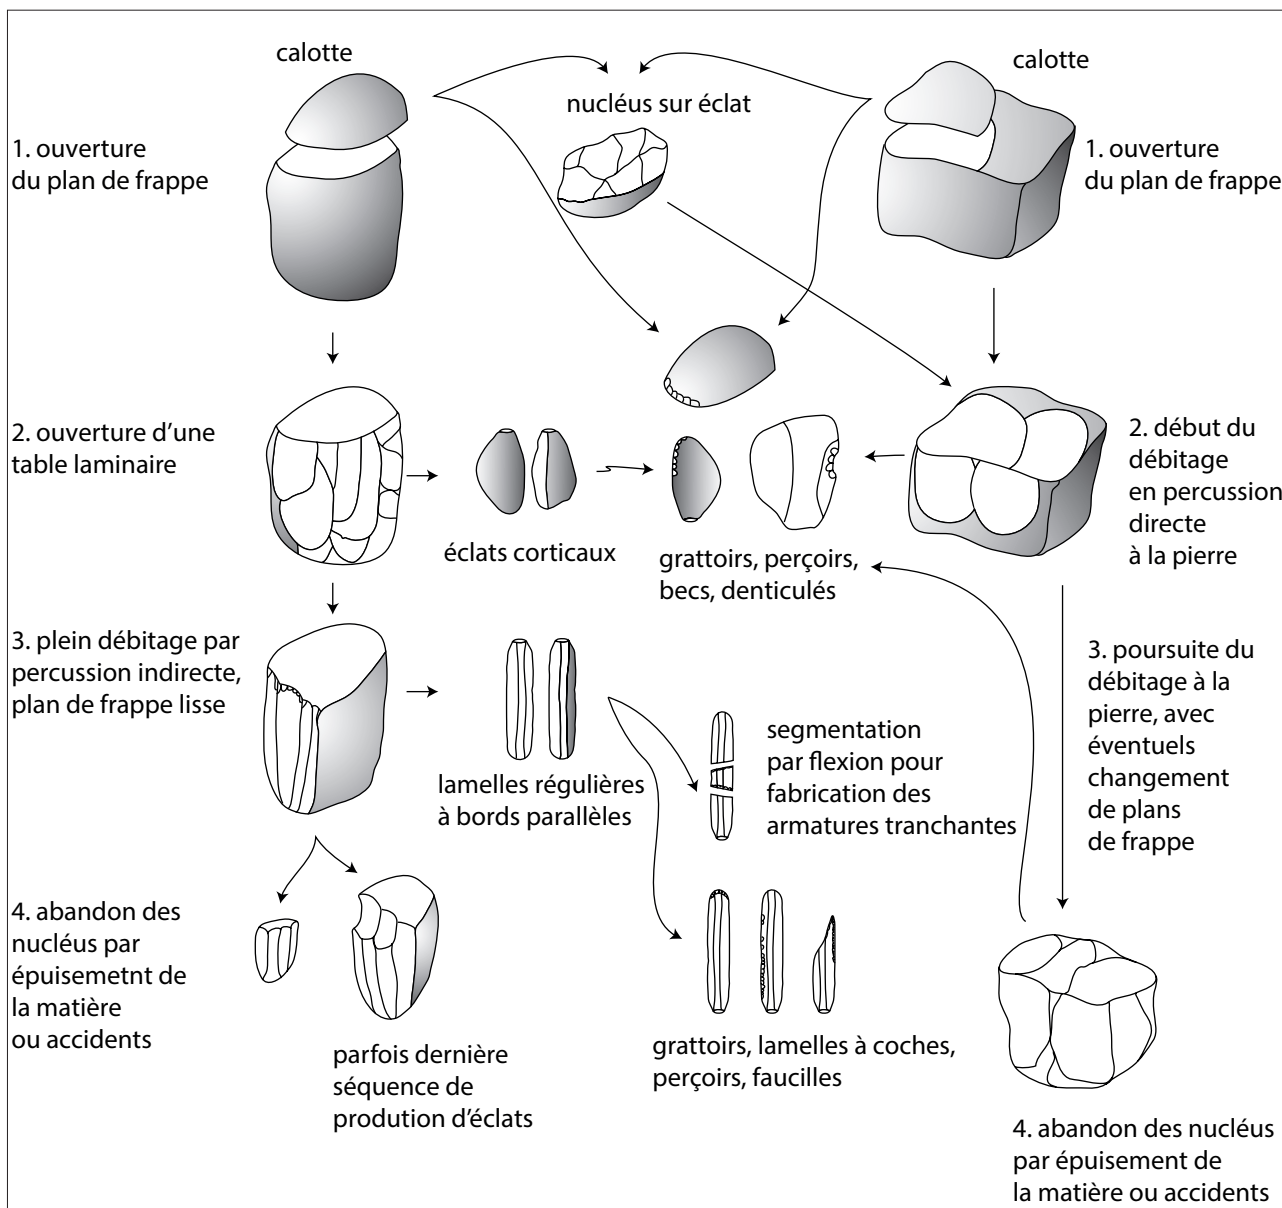 calotte
calotte
nucléus sur éclat
1. ouverture
du plan de frappe
1. ouverture
du plan de frappe
2. ouverture d'une
table laminaire
éclats corticaux
grattoirs, perçoirs,
becs, denticulés
2. début du
débitage
en percussion
directe
à la pierre
3. plein débitage par
percussion indirecte,
plan de frappe lisse
lamelles régulières
à bords parallèles
segmentation
par flexion pour
fabrication des
armatures tranchantes
3. poursuite du
débitage à la
pierre, avec
éventuels
changement
de plans
de frappe
4. abandon des
nucléus par
épuisemetnt de
la matière
ou accidents
parfois dernière
séquence de
prodution d'éclats
grattoirs, lamelles à coches,
perçoirs, faucilles
4. abandon des nucléus
par épuisement de
la matière ou accidents